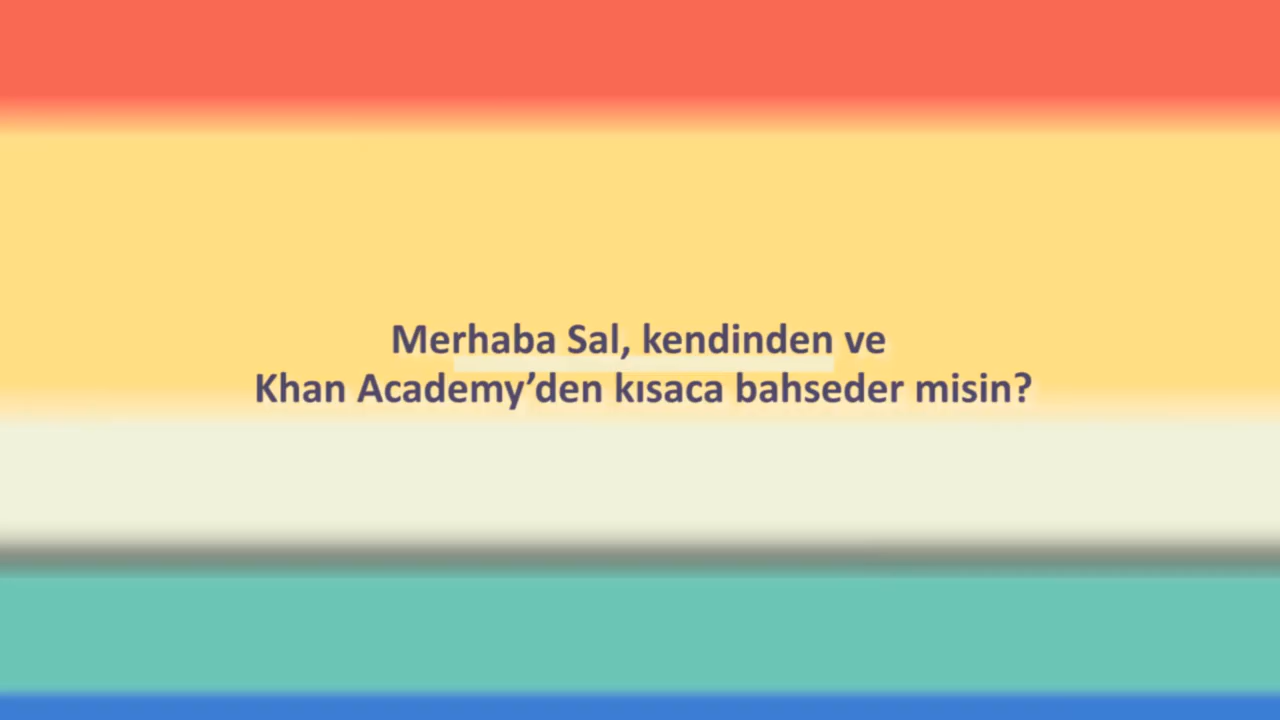 Merhaba Sal, kendinden ve
Khan Academy’den kısaca bahseder misin?